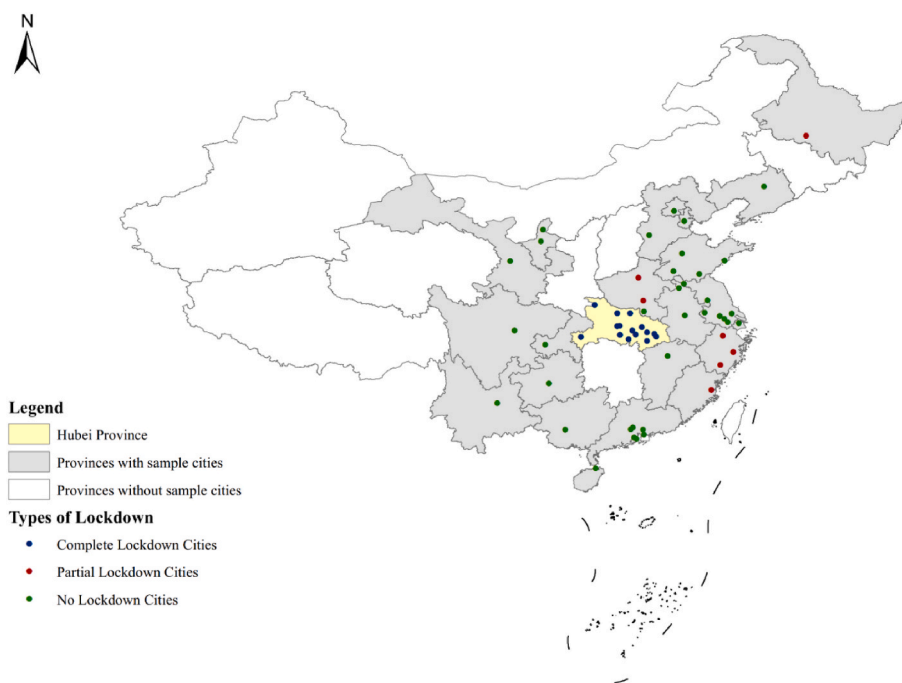 N
Legend
Hubei Province
Provinces with sample cities
Provinces without sample cities
Types of Lockdown
Complete Lockdown Cities
Partial Lockdown Cities
No Lockdown Cities